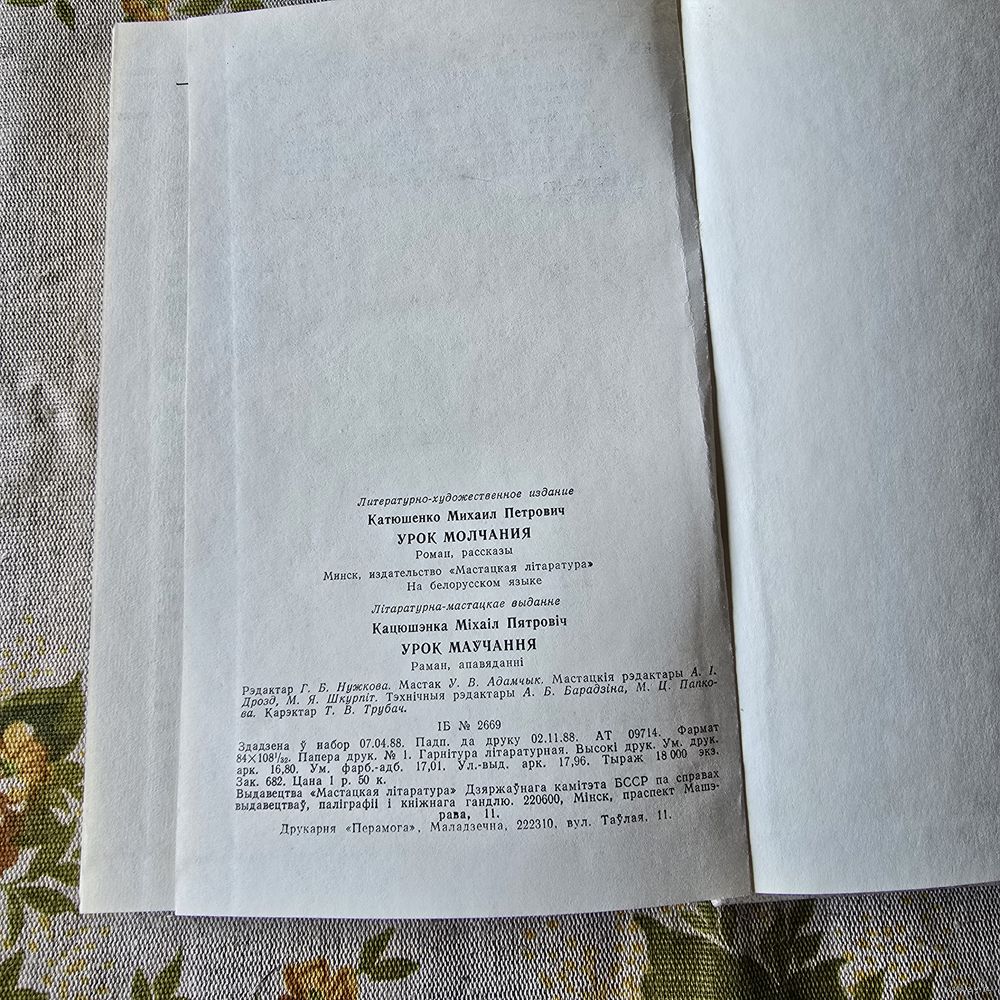 Литературно-художественное издание
Катюшенко Михаил Петрович
УРОК МОЛЧАНИЯ
Роман, рассказы
Минск, издательство «Мастацкая літаратура»
На белорусском языке
Літаратурна-мастацкае выданне
Кацюшэнка Міхаіл Пятровіч
УРОК МАЎЧАННЯ
Раман, апавяданні
Рэдактар Г. Б. Нужкова. Мастак У. В. Адамчык. Мастацкія рэдактары А. І.
Дрозд, М. Я. Шкурпіт. Тэхнічныя рэдактары А. Б. Барадзіна, М. Ц. Папко-
ва. Карэктар Т. В. Трубач.
ІБ № 2669
Здадзена ў набор 07.04.88. Падп. да друку 02.11.88. АТ 09714. Фармат
84×108¹/₃₂. Папера друк. № 1. Гарнітура літаратурная. Высокі друк. Ум. друк.
арк. 16,80. Ум. фарб.-адб. 17,01. Ул.-выд. арк. 17,96. Тыраж 18 000 экз.
Зак. 682. Цана 1 р. 50 к.
Выдавецтва «Мастацкая літаратура» Дзяржаўнага камітэта БССР па справах
выдавецтваў, паліграфіі і кніжнага гандлю. 220600, Мінск, праспект Машэ-
рава, 11.
Друкарня «Перамога», Маладзечна, 222310, вул. Таўлая, 11.